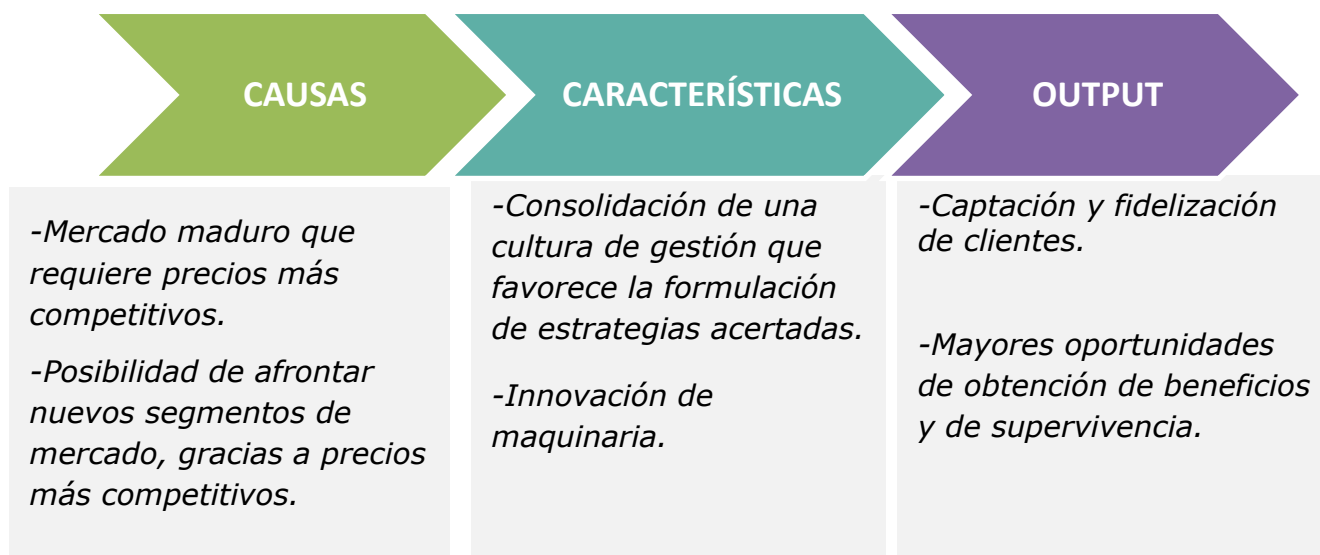 CAUSAS
CARACTERÍSTICAS
OUTPUT
-Mercado maduro que
requiere precios más
competitivos.
-Posibilidad de afrontar
nuevos segmentos de
mercado, gracias a precios
más competitivos.
-Consolidación de una
cultura de gestión que
favorece la formulación
de estrategias acertadas.
-Innovación de
maquinaria.
-Captación y fidelización
de clientes.
-Mayores oportunidades
de obtención de beneficios
y de supervivencia.